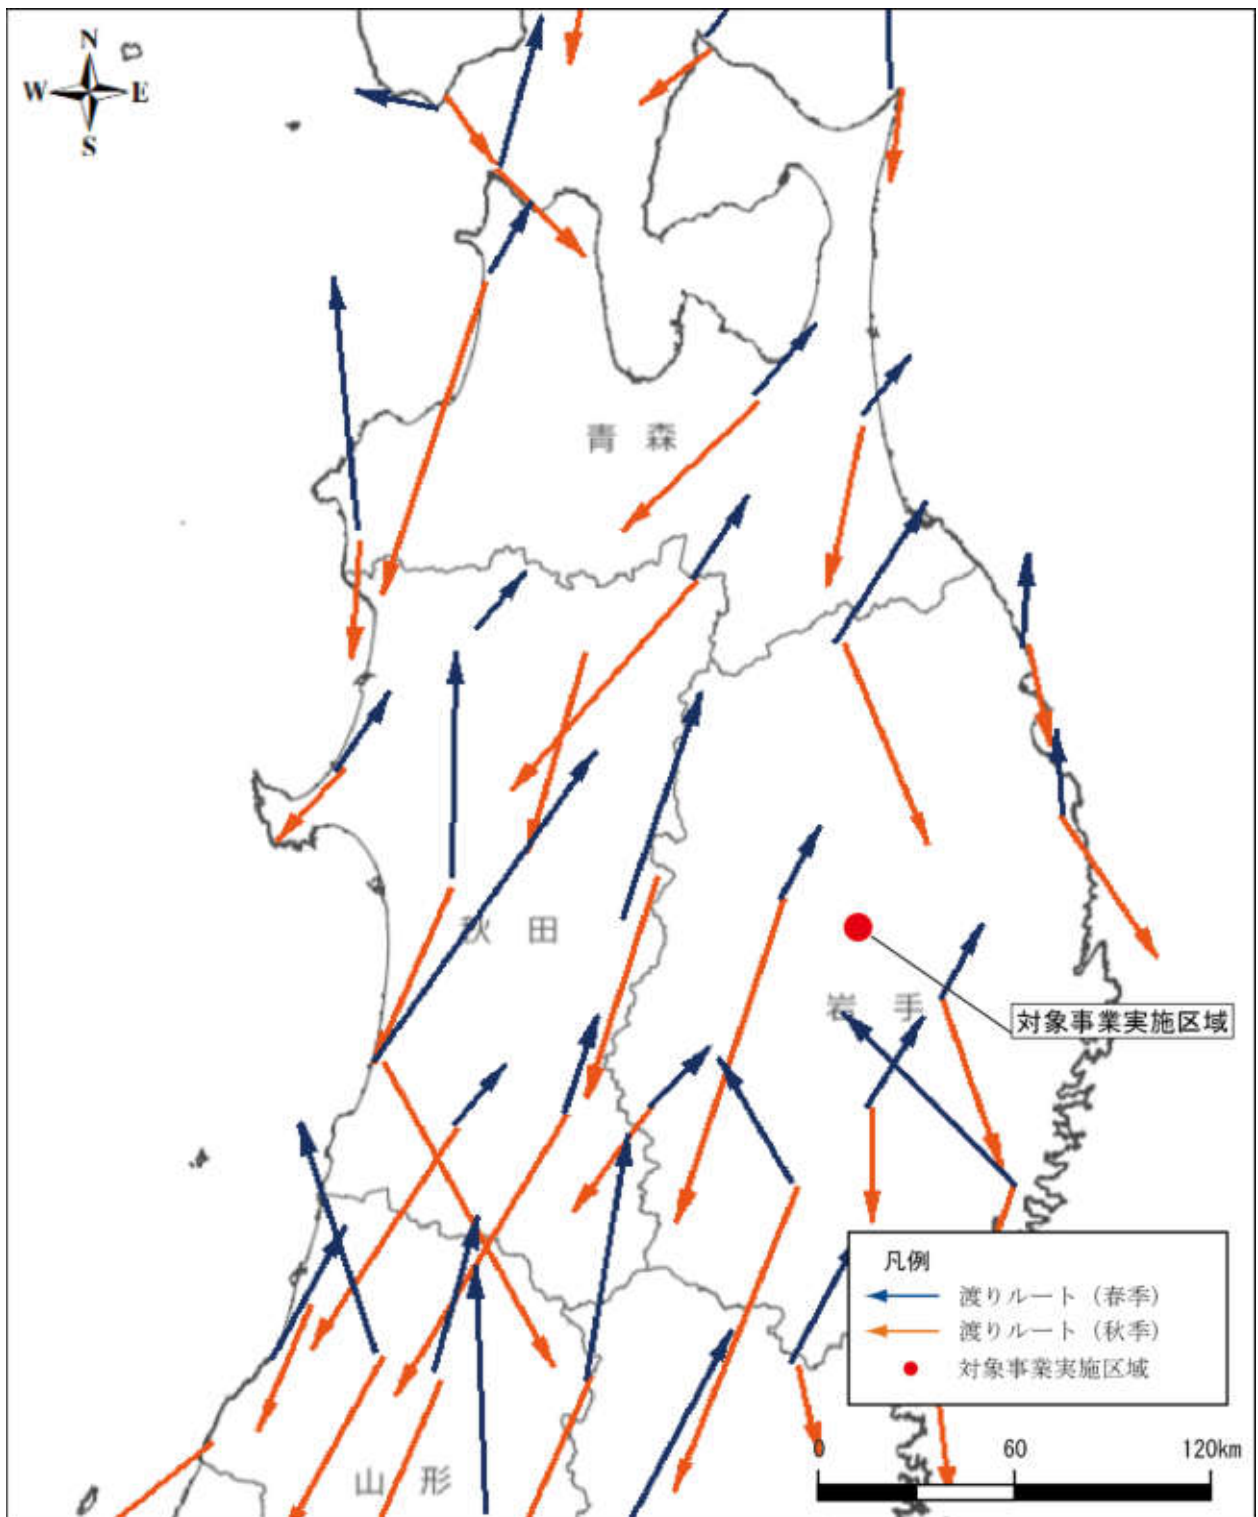 N
W E
S
青 森
秋 田
岩 手
対象事業実施区域
凡例
渡りルート（春季）
渡りルート（秋季）
対象事業実施区域
0 60 120km
山 形